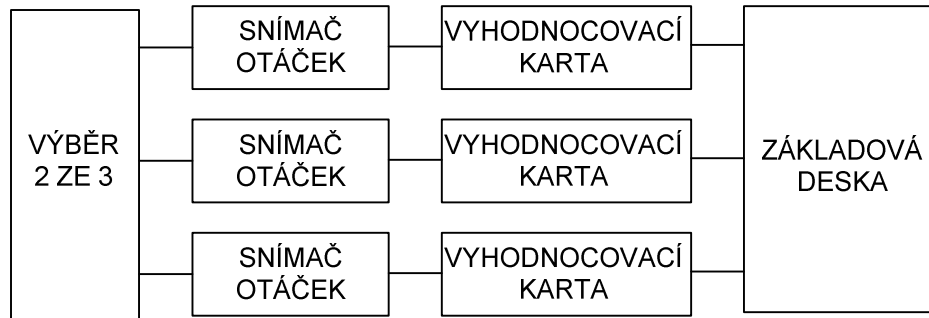 VÝBĚR
2 ZE 3
SNÍMAČ
OTÁČEK
VYHODNOCOVACÍ
KARTA
SNÍMAČ
OTÁČEK
VYHODNOCOVACÍ
KARTA
SNÍMAČ
OTÁČEK
VYHODNOCOVACÍ
KARTA
ZÁKLADOVÁ
DESKA